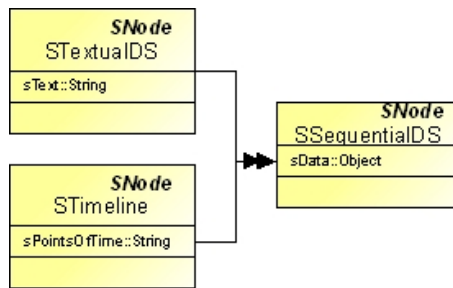 SNode
STextualDS
sText::String
SNode
SSequentialDS
sData::Object
SNode
STimeline
sPointsOfTime::String